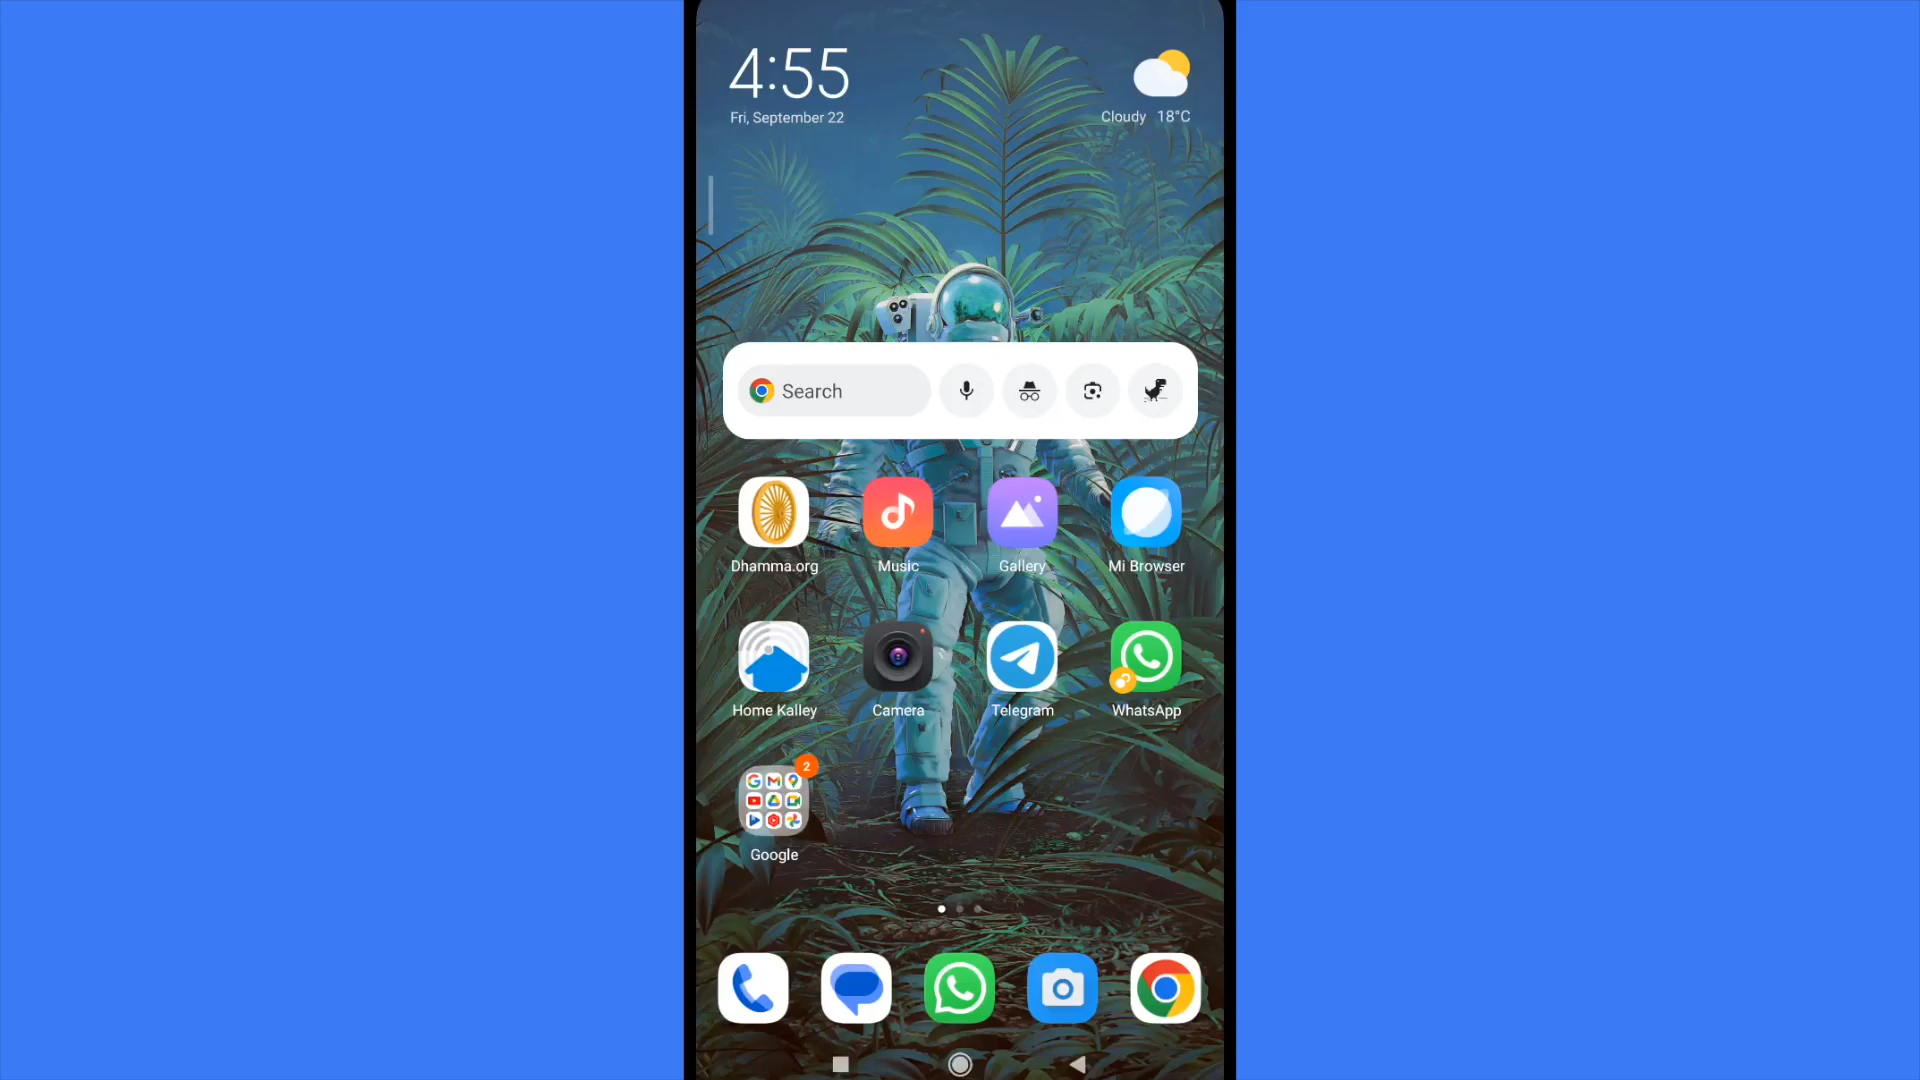 4:55
Fri, September 22
Cloudy 18°C
Search
Dhamma.org
Music
Gallery
Mi Browser
Home Kalley
Camera
Telegram
WhatsApp
2
Google